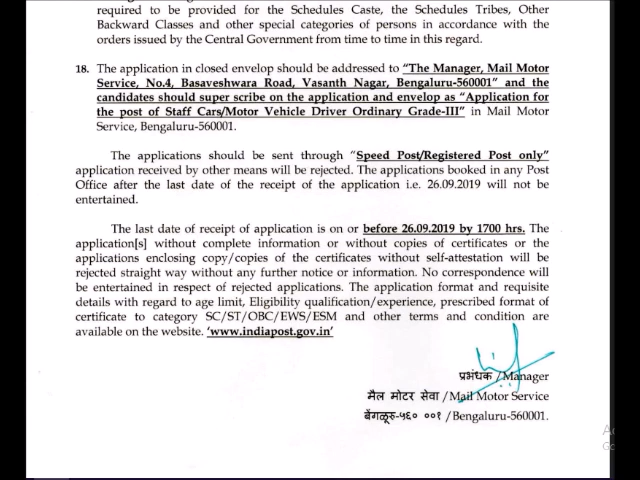 required to be provided for the Schedules Caste, the Schedules Tribes, Other
Backward Classes and other special categories of persons in accordance with the
orders issued by the Central Government from time to time in this regard.
18. The application in closed envelop should be addressed to “The Manager, Mail Motor
Service, No.4, Basaveshwara Road, Vasanth Nagar, Bengaluru-560001” and the
candidates should super scribe on the application and envelop as “Application for
the post of Staff Cars/Motor Vehicle Driver Ordinary Grade-III” in Mail Motor
Service, Bengaluru-560001.
The applications should be sent through “Speed Post/Registered Post only”
application received by other means will be rejected. The applications booked in any Post
Office after the last date of the receipt of the application i.e. 26.09.2019 will not be
entertained.
The last date of receipt of application is on or before 26.09.2019 by 1700 hrs. The
application[s] without complete information or without copies of certificates or the
applications enclosing copy/copies of the certificates without self-attestation will be
rejected straight way without any further notice or information. No correspondence will
be entertained in respect of rejected applications. The application format and requisite
details with regard to age limit, Eligibility qualification/experience, prescribed format of
certificate to category SC/ST/OBC/EWS/ESM and other terms and condition are
available on the website. ‘www.indiapost.gov.in’
प्रभंधक /Manager
मैल मोटर सेवा /Mail Motor Service
बेंगळूरु-५६० ००१ /Bengaluru-560001.